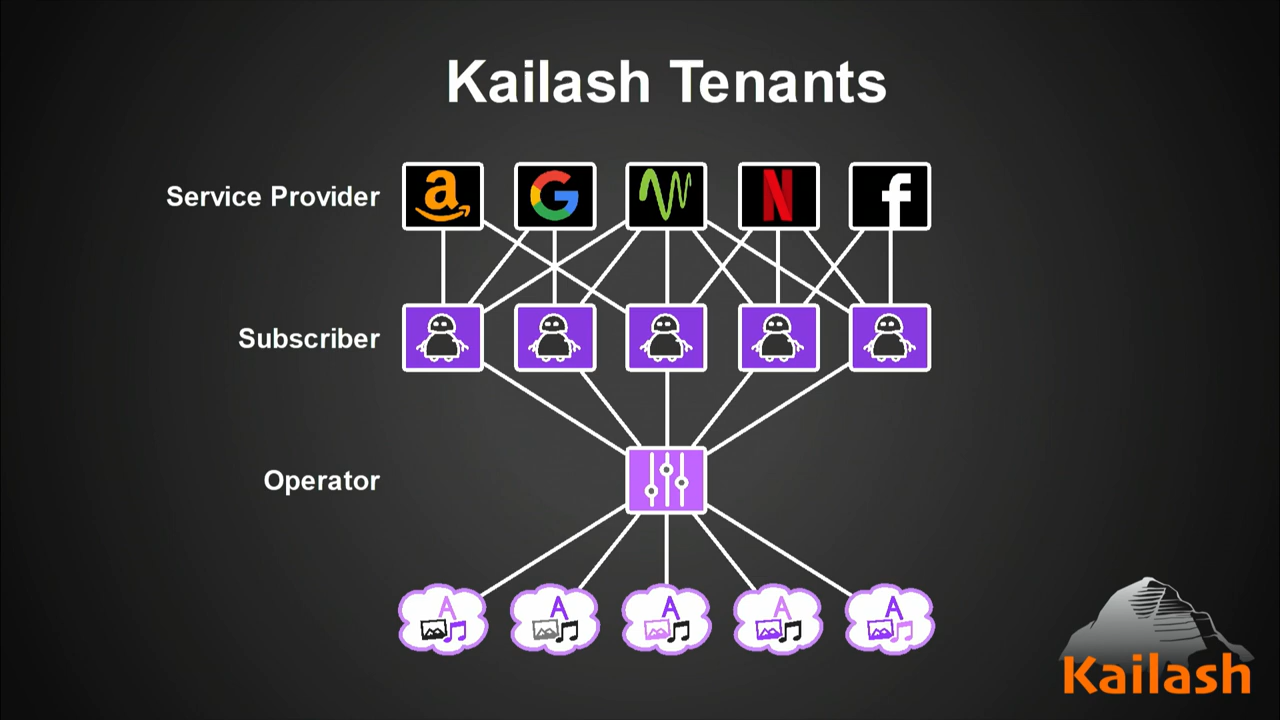 Kailash Tenants
Service Provider
a G N f
Subscriber
Operator
A A A A A
Kailash